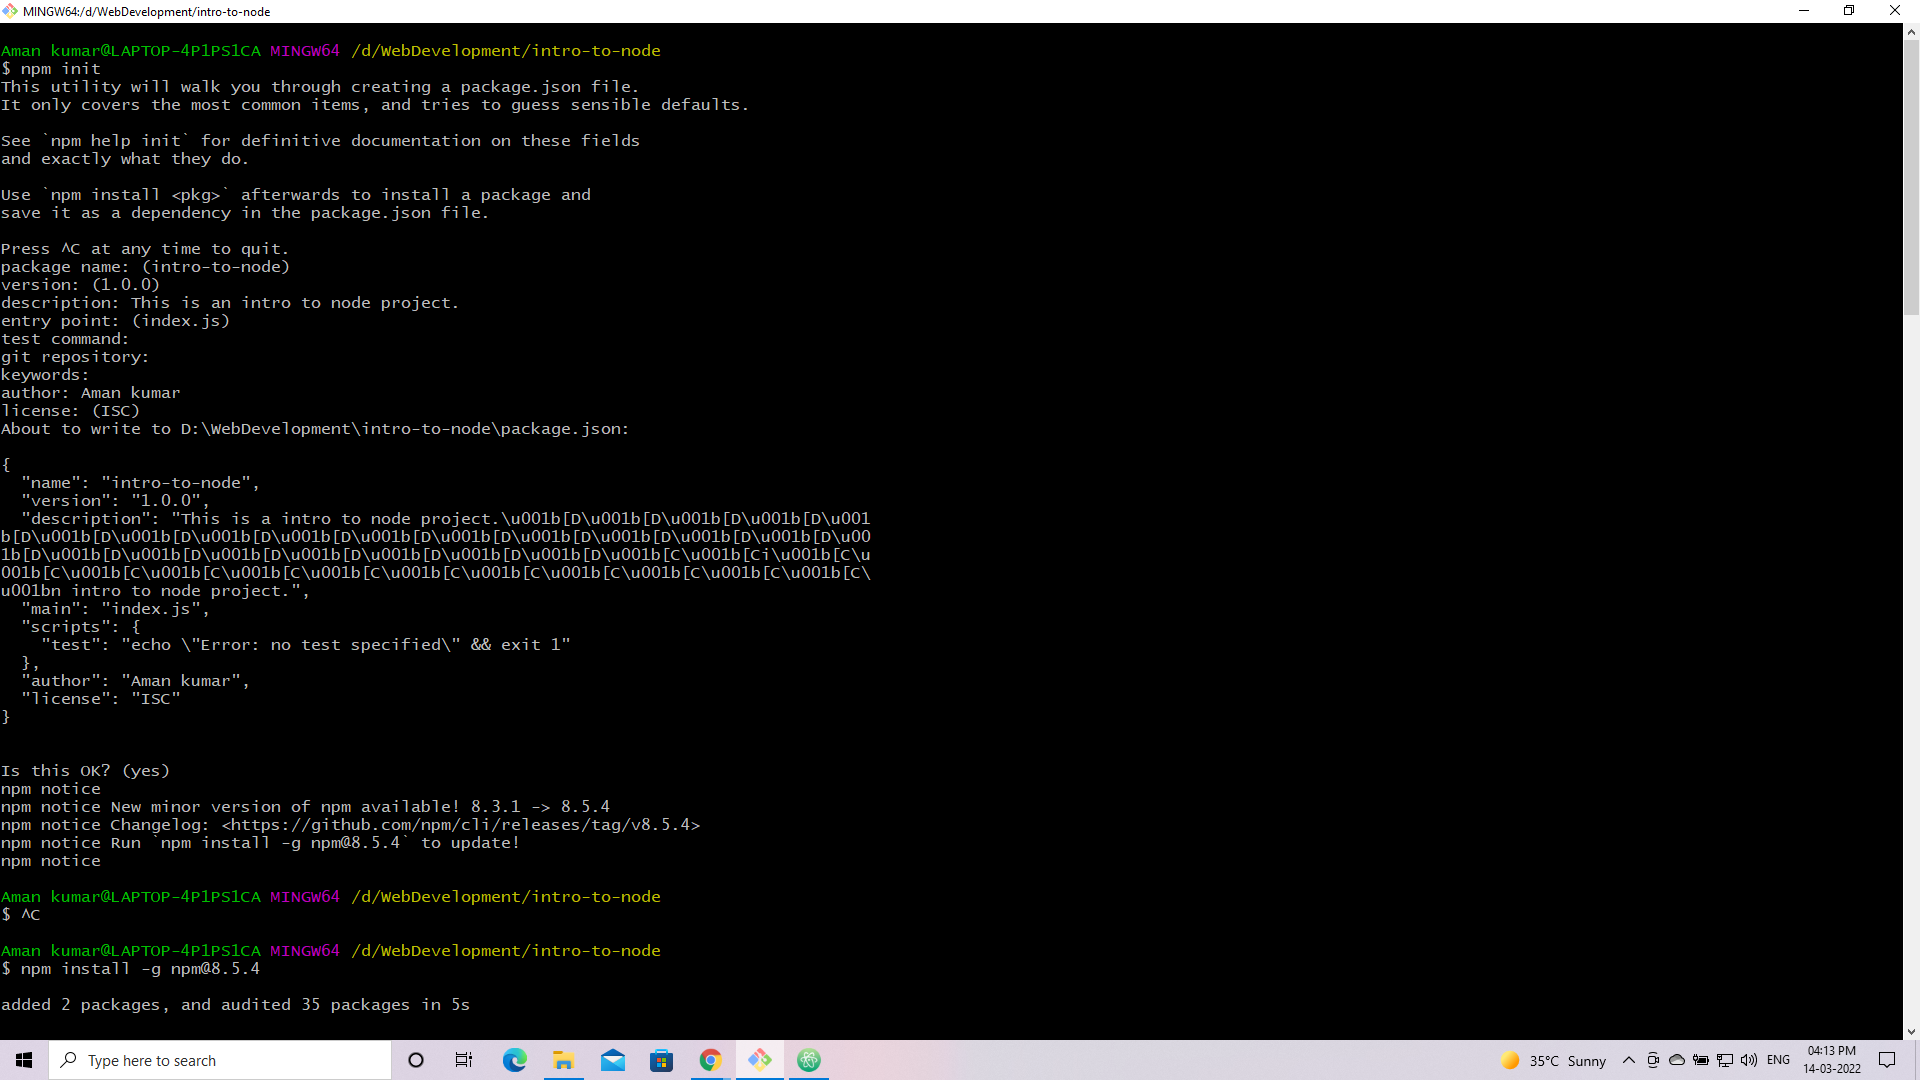 MINGW64:/d/WebDevelopment/intro-to-node
Aman kumar@LAPTOP-4P1PS1CA MINGW64 /d/WebDevelopment/intro-to-node
$ npm init
This utility will walk you through creating a package.json file.
It only covers the most common items, and tries to guess sensible defaults.
See `npm help init` for definitive documentation on these fields
and exactly what they do.
Use `npm install <pkg>` afterwards to install a package and
save it as a dependency in the package.json file.
Press ^C at any time to quit.
package name: (intro-to-node)
version: (1.0.0)
description: This is an intro to node project.
entry point: (index.js)
test command:
git repository:
keywords:
author: Aman kumar
license: (ISC)
About to write to D:\WebDevelopment\intro-to-node\package.json:
{
  "name": "intro-to-node",
  "version": "1.0.0",
  "description": "This is a intro to node project.\u001b[D\u001b[D\u001b[D\u001b[D\u001
b[D\u001b[D\u001b[D\u001b[D\u001b[D\u001b[D\u001b[D\u001b[D\u001b[D\u001b[D\u001b[D\u00
1b[D\u001b[D\u001b[D\u001b[D\u001b[D\u001b[D\u001b[D\u001b[D\u001b[C\u001b[Ci\u001b[C\u
001b[C\u001b[C\u001b[C\u001b[C\u001b[C\u001b[C\u001b[C\u001b[C\u001b[C\u001b[C\u001b[C\
u001bn intro to node project.",
  "main": "index.js",
  "scripts": {
    "test": "echo \"Error: no test specified\" && exit 1"
  },
  "author": "Aman kumar",
  "license": "ISC"
}
Is this OK? (yes)
npm notice
npm notice New minor version of npm available! 8.3.1 -> 8.5.4
npm notice Changelog: <https://github.com/npm/cli/releases/tag/v8.5.4>
npm notice Run `npm install -g npm@8.5.4` to update!
npm notice
Aman kumar@LAPTOP-4P1PS1CA MINGW64 /d/WebDevelopment/intro-to-node
$ ^C
Aman kumar@LAPTOP-4P1PS1CA MINGW64 /d/WebDevelopment/intro-to-node
$ npm install -g npm@8.5.4
added 2 packages, and audited 35 packages in 5s
Type here to search
35°C Sunny
ENG
04:13 PM
14-03-2022